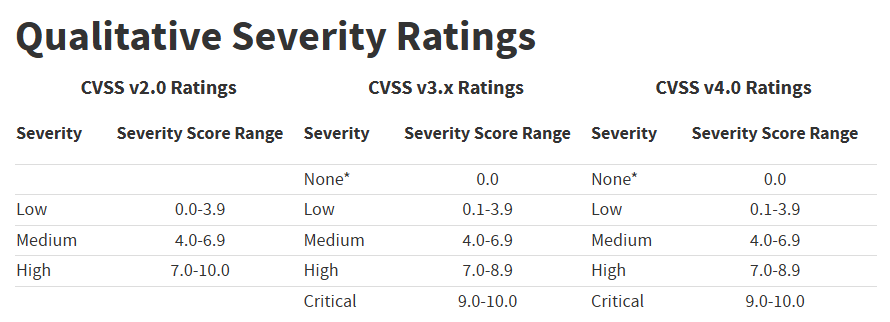 Qualitative Severity Ratings
CVSS v2.0 Ratings CVSS v3.x Ratings CVSS v4.0 Ratings
Severity Severity Score Range Severity Severity Score Range Severity Severity Score Range
None* 0.0 None* 0.0
Low 0.0-3.9 Low 0.1-3.9 Low 0.1-3.9
Medium 4.0-6.9 Medium 4.0-6.9 Medium 4.0-6.9
High 7.0-10.0 High 7.0-8.9 High 7.0-8.9
Critical 9.0-10.0 Critical 9.0-10.0